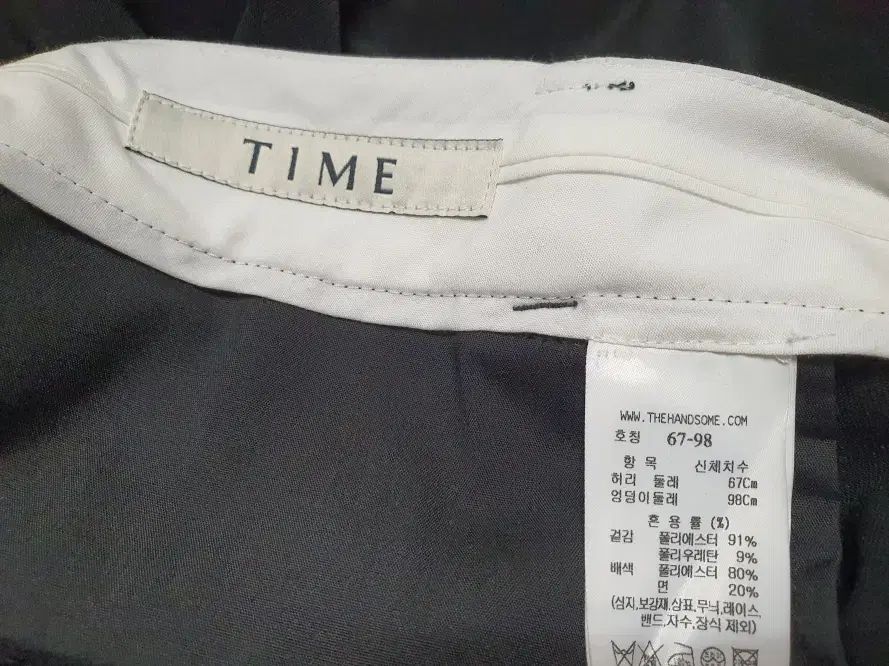 TIME
WWW.THEHANDSOME.COM
호칭 67-98
항 목 신체치수
허리 둘레 67Cm
엉덩이둘레 98Cm
혼 용 률 (%)
겉감 폴리에스터 91%
폴리우레탄 9%
배색 폴리에스터 80%
면 20%
(심지,보강재,상표,무늬,레이스,
밴드,자수,장식 제외)